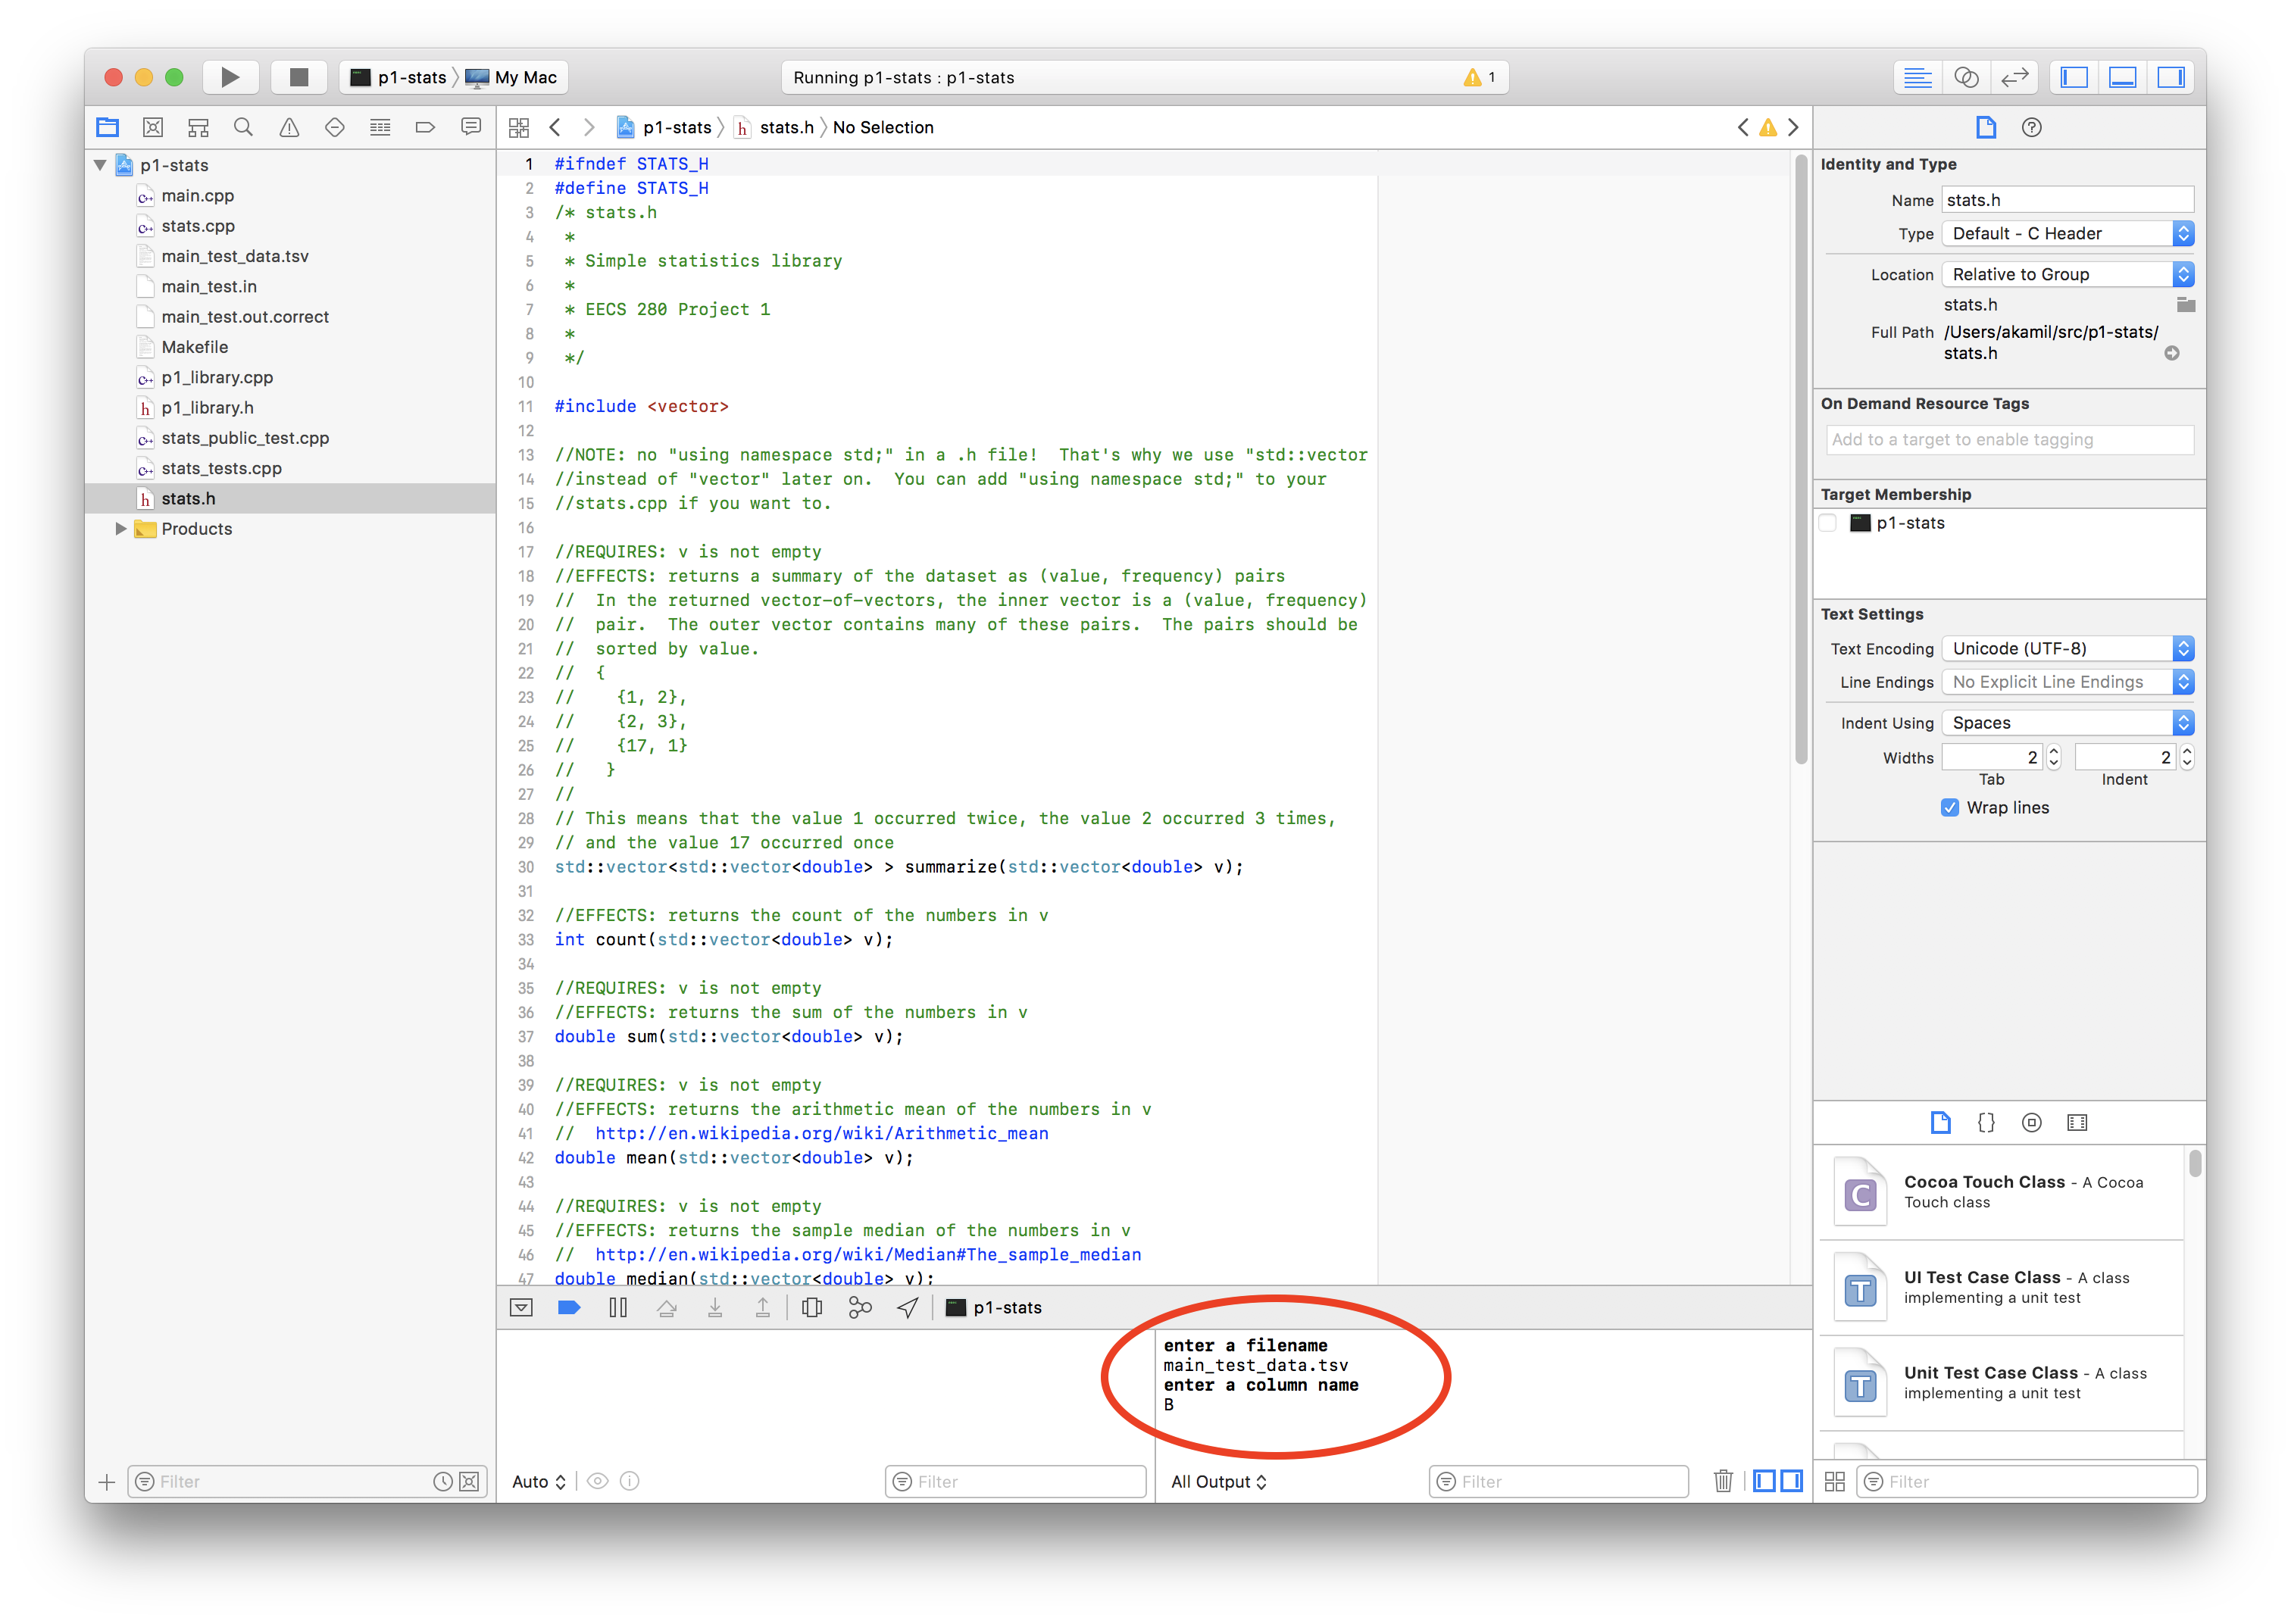 p1-stats 〉 My Mac
Running p1-stats : p1-stats
1
p1-stats 〉 stats.h 〉 No Selection
p1-stats
main.cpp
stats.cpp
main_test_data.tsv
main_test.in
main_test.out.correct
Makefile
p1_library.cpp
p1_library.h
stats_public_test.cpp
stats_tests.cpp
stats.h
Products
Filter
1 #ifndef STATS_H
2 #define STATS_H
3 /* stats.h
4  *
5  * Simple statistics library
6  *
7  * EECS 280 Project 1
8  *
9  */
10
11 #include <vector>
12
13 //NOTE: no "using namespace std;" in a .h file!  That's why we use "std::vector
14 //instead of "vector" later on.  You can add "using namespace std;" to your
15 //stats.cpp if you want to.
16
17 //REQUIRES: v is not empty
18 //EFFECTS: returns a summary of the dataset as (value, frequency) pairs
19 //  In the returned vector-of-vectors, the inner vector is a (value, frequency)
20 //  pair.  The outer vector contains many of these pairs.  The pairs should be
21 //  sorted by value.
22 //  {
23 //    {1, 2},
24 //    {2, 3},
25 //    {17, 1}
26 //   }
27 //
28 // This means that the value 1 occurred twice, the value 2 occurred 3 times,
29 // and the value 17 occurred once
30 std::vector<std::vector<double> > summarize(std::vector<double> v);
31
32 //EFFECTS: returns the count of the numbers in v
33 int count(std::vector<double> v);
34
35 //REQUIRES: v is not empty
36 //EFFECTS: returns the sum of the numbers in v
37 double sum(std::vector<double> v);
38
39 //REQUIRES: v is not empty
40 //EFFECTS: returns the arithmetic mean of the numbers in v
41 //  http://en.wikipedia.org/wiki/Arithmetic_mean
42 double mean(std::vector<double> v);
43
44 //REQUIRES: v is not empty
45 //EFFECTS: returns the sample median of the numbers in v
46 //  http://en.wikipedia.org/wiki/Median#The_sample_median
47 double median(std::vector<double> v);
p1-stats
enter a filename
main_test_data.tsv
enter a column name
B
Auto
Filter
All Output
Filter
Identity and Type
Name stats.h
Type Default - C Header
Location Relative to Group
stats.h
Full Path /Users/akamil/src/p1-stats/
stats.h
On Demand Resource Tags
Add to a target to enable tagging
Target Membership
p1-stats
Text Settings
Text Encoding Unicode (UTF-8)
Line Endings No Explicit Line Endings
Indent Using Spaces
Widths 2 2
Tab Indent
Wrap lines
{}
C
Cocoa Touch Class - A Cocoa
Touch class
T
UI Test Case Class - A class
implementing a unit test
T
Unit Test Case Class - A class
implementing a unit test
Filter